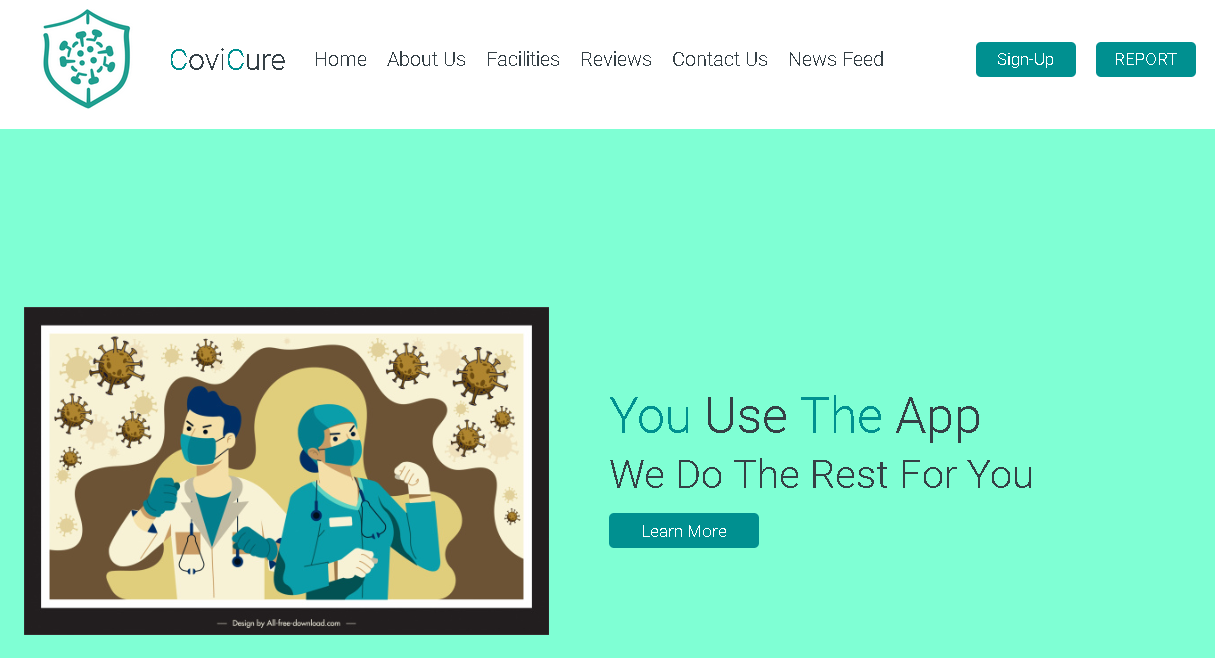 CoviCure Home About Us Facilities Reviews Contact Us News Feed Sign-Up REPORT
You Use The App
We Do The Rest For You
Learn More
Design by All-free-download.com